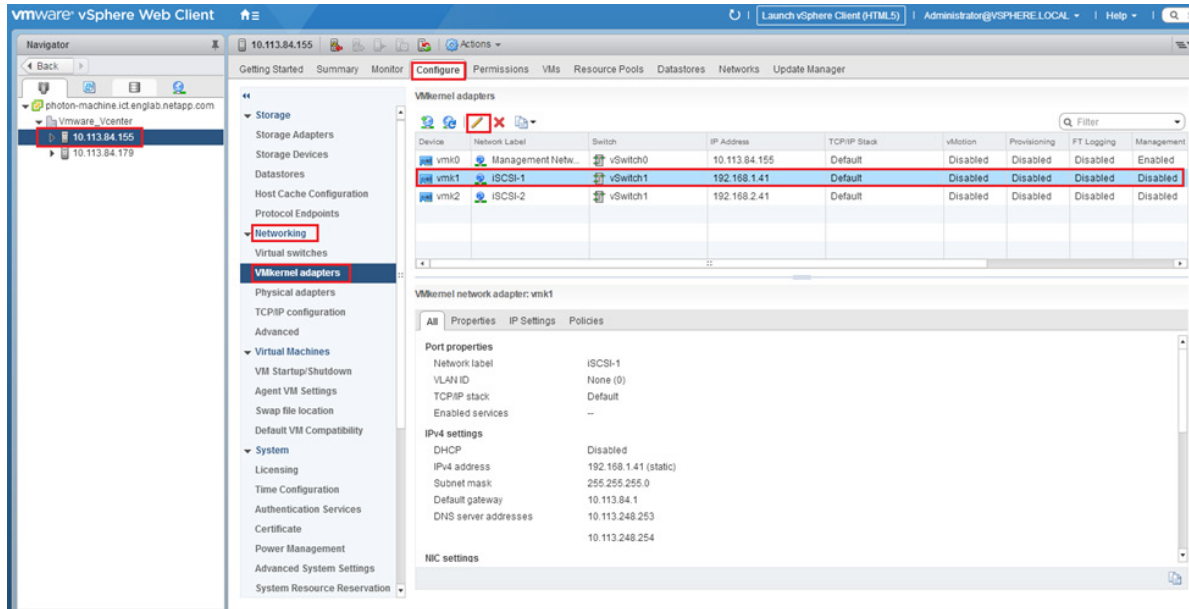 vmware® vSphere Web Client
Launch vSphere Client (HTML5) | Administrator@VSPHERE.LOCAL | Help
Navigator
Back
photon-machine.ict.englab.netapp.com
Vmware_Vcenter
10.113.84.155
10.113.84.179
10.113.84.155 Actions
Getting Started Summary Monitor Configure Permissions VMs Resource Pools Datastores Networks Update Manager
Storage
Storage Adapters
Storage Devices
Datastores
Host Cache Configuration
Protocol Endpoints
Networking
Virtual switches
VMkernel adapters
Physical adapters
TCP/IP configuration
Advanced
Virtual Machines
VM Startup/Shutdown
Agent VM Settings
Swap file location
Default VM Compatibility
System
Licensing
Time Configuration
Authentication Services
Certificate
Power Management
Advanced System Settings
System Resource Reservation
VMkernel adapters
Filter
Device Network Label Switch IP Address TCP/IP Stack vMotion Provisioning FT Logging Management
vmk0 Management Netw... vSwitch0 10.113.84.155 Default Disabled Disabled Disabled Enabled
vmk1 iSCSI-1 vSwitch1 192.168.1.41 Default Disabled Disabled Disabled Disabled
vmk2 iSCSI-2 vSwitch1 192.168.2.41 Default Disabled Disabled Disabled Disabled
VMkernel network adapter: vmk1
All Properties IP Settings Policies
Port properties
Network label iSCSI-1
VLAN ID None (0)
TCP/IP stack Default
Enabled services --
IPv4 settings
DHCP Disabled
IPv4 address 192.168.1.41 (static)
Subnet mask 255.255.255.0
Default gateway 10.113.84.1
DNS server addresses 10.113.248.253
10.113.248.254
NIC settings